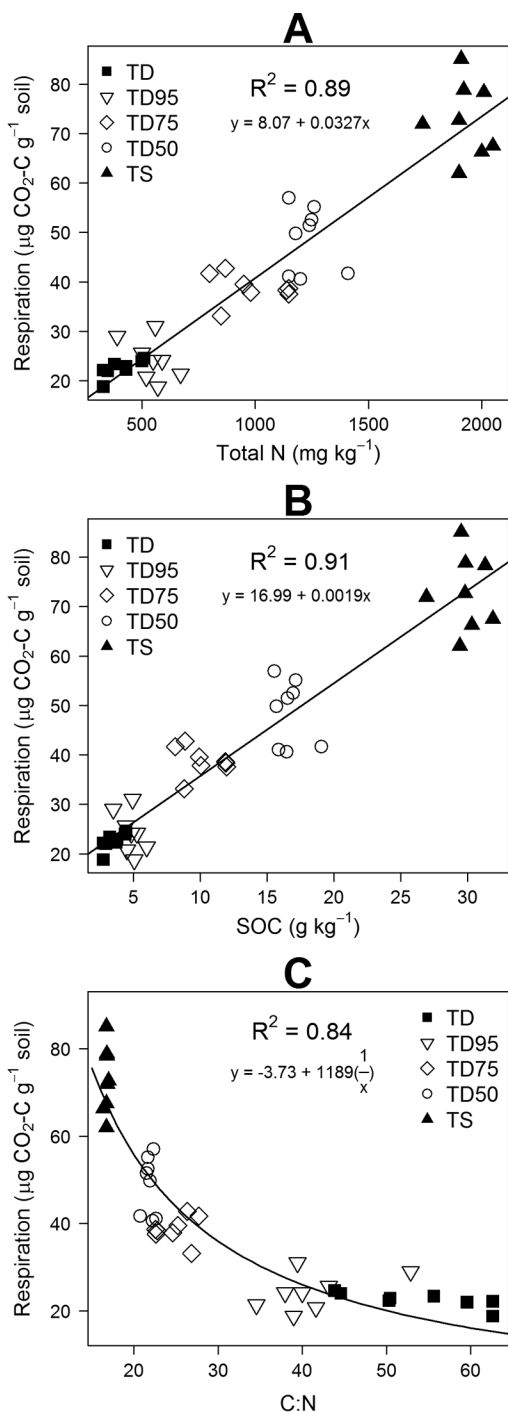 A
TD
TD95
TD75
TD50
TS
R² = 0.89
y = 8.07 + 0.0327x
Respiration (µg CO₂-C g⁻¹ soil)
80
70
60
50
40
30
20
500 1000 1500 2000
Total N (mg kg⁻¹)
B
TD
TD95
TD75
TD50
TS
R² = 0.91
y = 16.99 + 0.0019x
Respiration (µg CO₂-C g⁻¹ soil)
80
70
60
50
40
30
20
5 10 15 20 25 30
SOC (g kg⁻¹)
C
R² = 0.84
y = -3.73 + 1189(1/x)
TD
TD95
TD75
TD50
TS
Respiration (µg CO₂-C g⁻¹ soil)
80
60
40
20
20 30 40 50 60
C:N